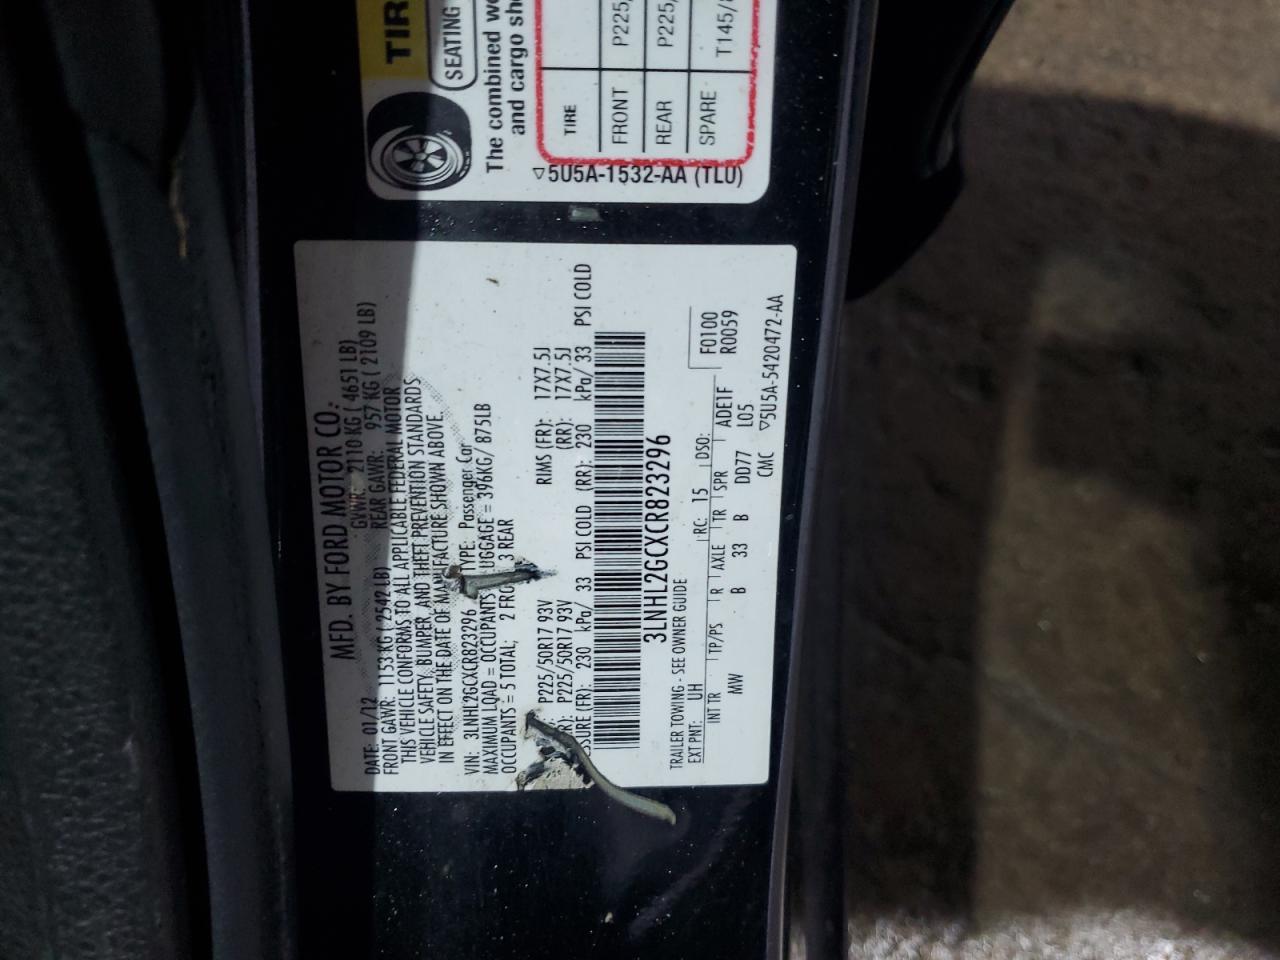 MFD. BY FORD MOTOR CO.
DATE: 01/12 GVWR: 2110 KG ( 4651 LB)
FRONT GAWR: 1153 KG ( 2542 LB) REAR GAWR: 957 KG ( 2109 LB)
THIS VEHICLE CONFORMS TO ALL APPLICABLE FEDERAL MOTOR
VEHICLE SAFETY, BUMPER, AND THEFT PREVENTION STANDARDS
IN EFFECT ON THE DATE OF MANUFACTURE SHOWN ABOVE.
VIN: 3LNHL2GCXCR823296 TYPE: Passenger Car
MAXIMUM LOAD = OCCUPANTS LUGGAGE = 396KG/ 875LB
OCCUPANTS = 5 TOTAL; 2 FRO 3 REAR
P225/50R17 93V RIMS (FR): 17X7.5J
R): P225/50R17 93V (RR): 17X7.5J
SSURE (FR): 230 kPa/ 33 PSI COLD (RR): 230 kPa/ 33 PSI COLD
3LNHL2GCXCR823296
TRAILER TOWING - SEE OWNER GUIDE F0100
EXT PNT: UH RC: 15 DSO: R0059
INT TR TP/PS R AXLE TR SPR ADE1F
MW B 33 B DD77 L05
CMC ▽5U5A-5420472-AA
TIR
SEATING
The combined we
and cargo sho
TIRE
FRONT P225/
REAR P225/
SPARE T145/8
▽5U5A-1532-AA (TLU)